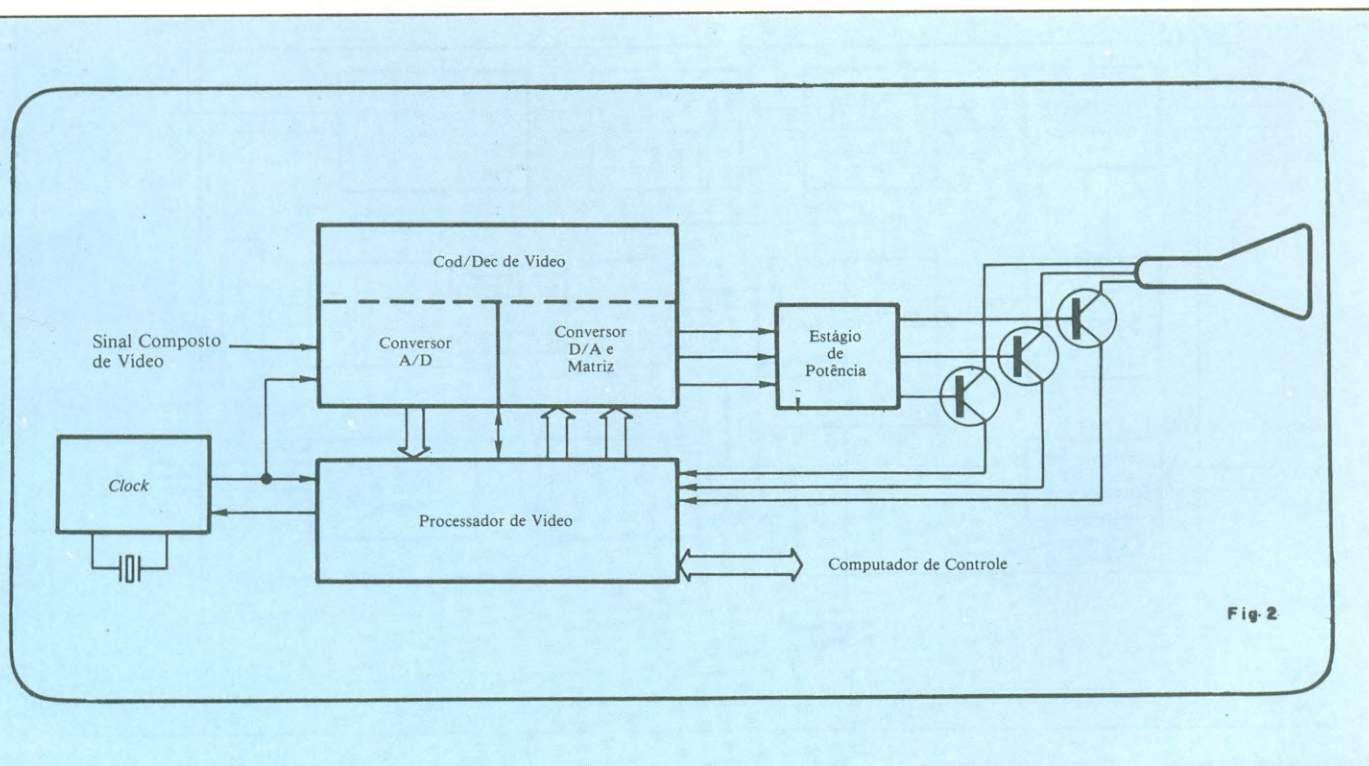 Cod/Dec de Video
Sinal Composto
de Vídeo
Conversor
A/D
Conversor
D/A e
Matriz
Estágio
de
Potência
Clock
Processador de Video
Computador de Controle
Fig. 2